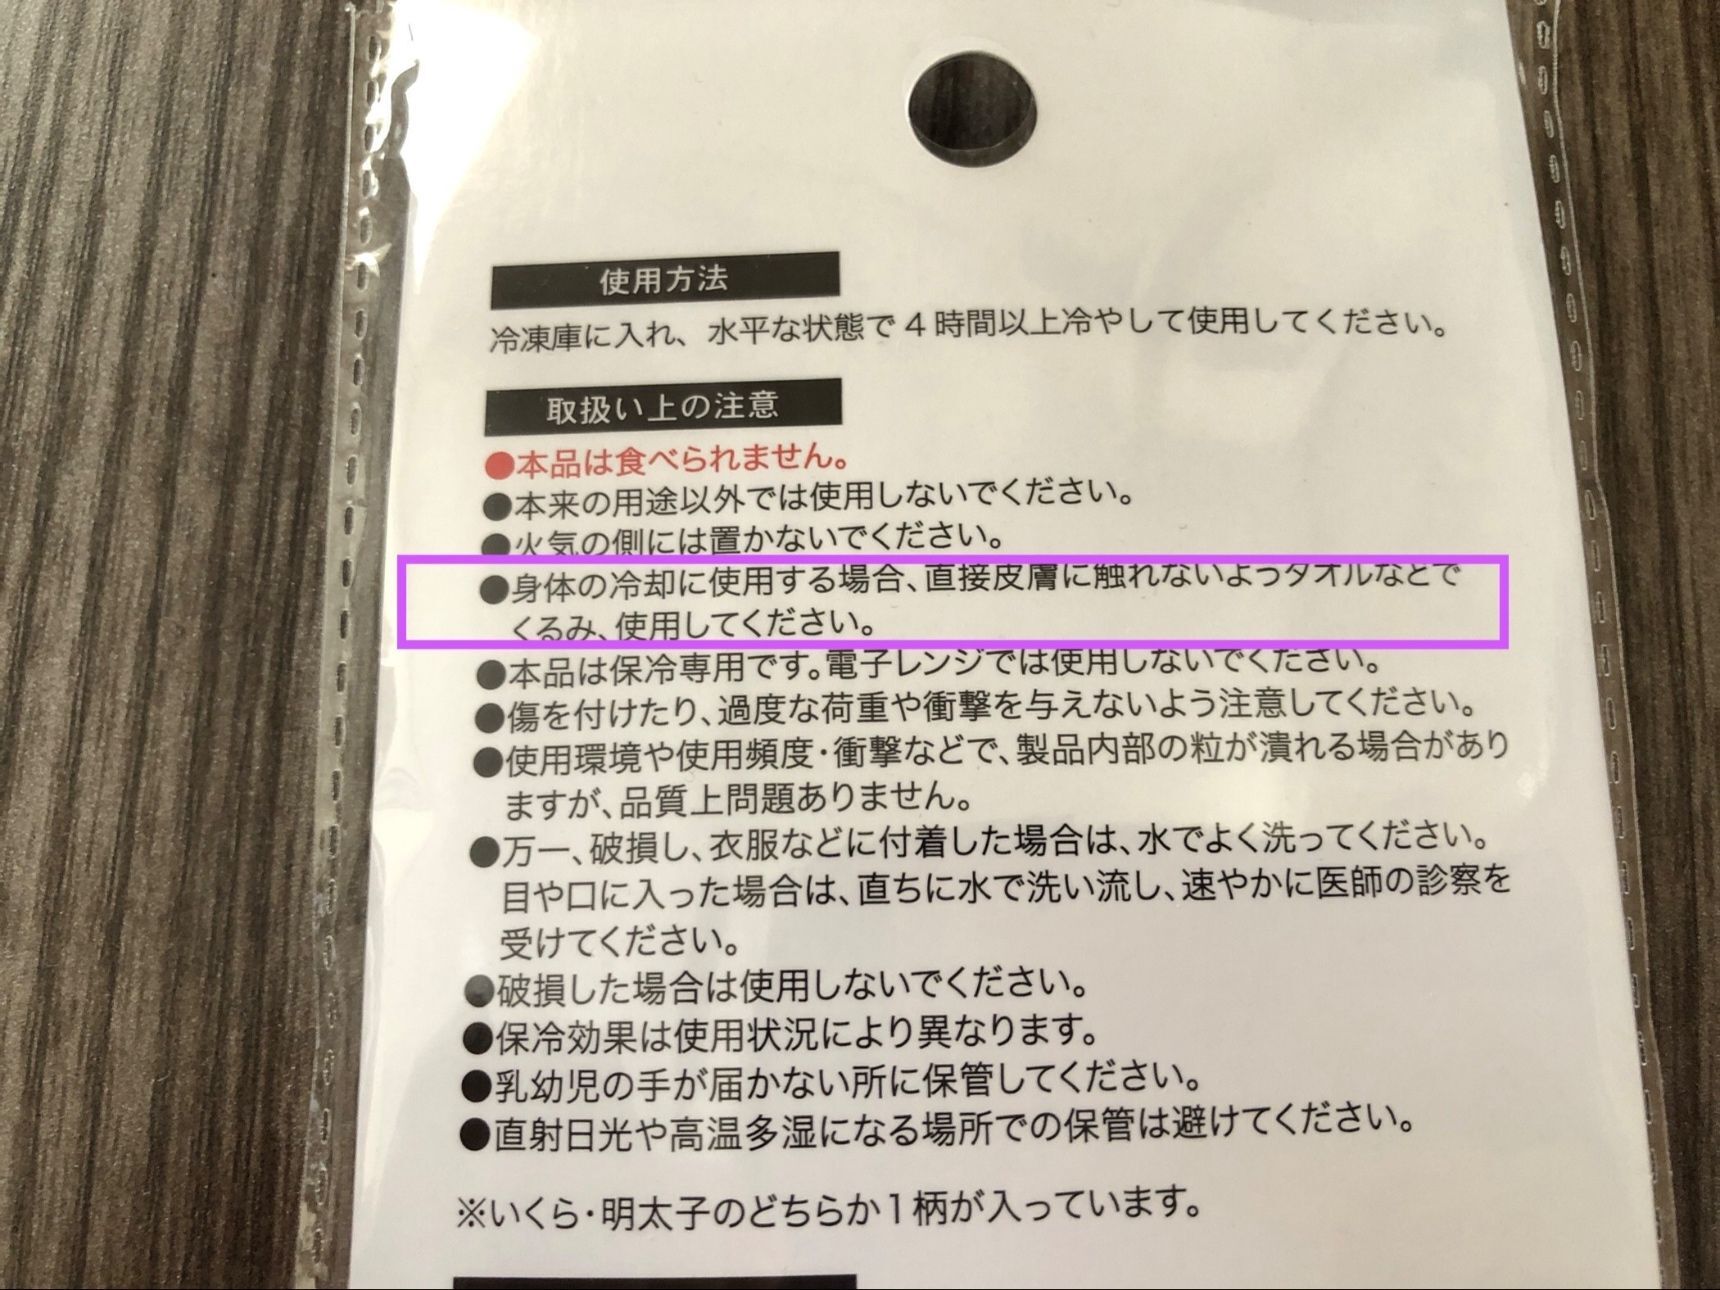 使用方法
冷凍庫に入れ、水平な状態で4時間以上冷やして使用してください。
取扱い上の注意
●本品は食べられません。
●本来の用途以外では使用しないでください。
●火気の側には置かないでください。
●身体の冷却に使用する場合、直接皮膚に触れないようタオルなどで
くるみ、使用してください。
●本品は保冷専用です。電子レンジでは使用しないでください。
●傷を付けたり、過度な荷重や衝撃を与えないよう注意してください。
●使用環境や使用頻度・衝撃などで、製品内部の粒が潰れる場合があり
ますが、品質上問題ありません。
●万一、破損し、衣服などに付着した場合は、水でよく洗ってください。
目や口に入った場合は、直ちに水で洗い流し、速やかに医師の診察を
受けてください。
●破損した場合は使用しないでください。
●保冷効果は使用状況により異なります。
●乳幼児の手が届かない所に保管してください。
●直射日光や高温多湿になる場所での保管は避けてください。
※いくら・明太子のどちらか1柄が入っています。